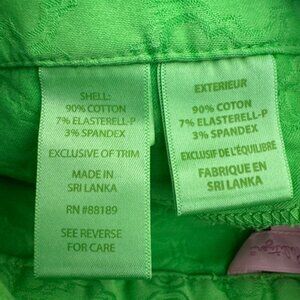 SHELL:
90% COTTON
7% ELASTERELL-P
3% SPANDEX
EXCLUSIVE OF TRIM
MADE IN
SRI LANKA
RN #88189
SEE REVERSE
FOR CARE
EXTERIEUR
90% COTON
7% ELASTERELL-P
3% SPANDEX
EXCLUSIF DE L'ÉQUILIBRE
FABRIQUE EN
SRI LANKA